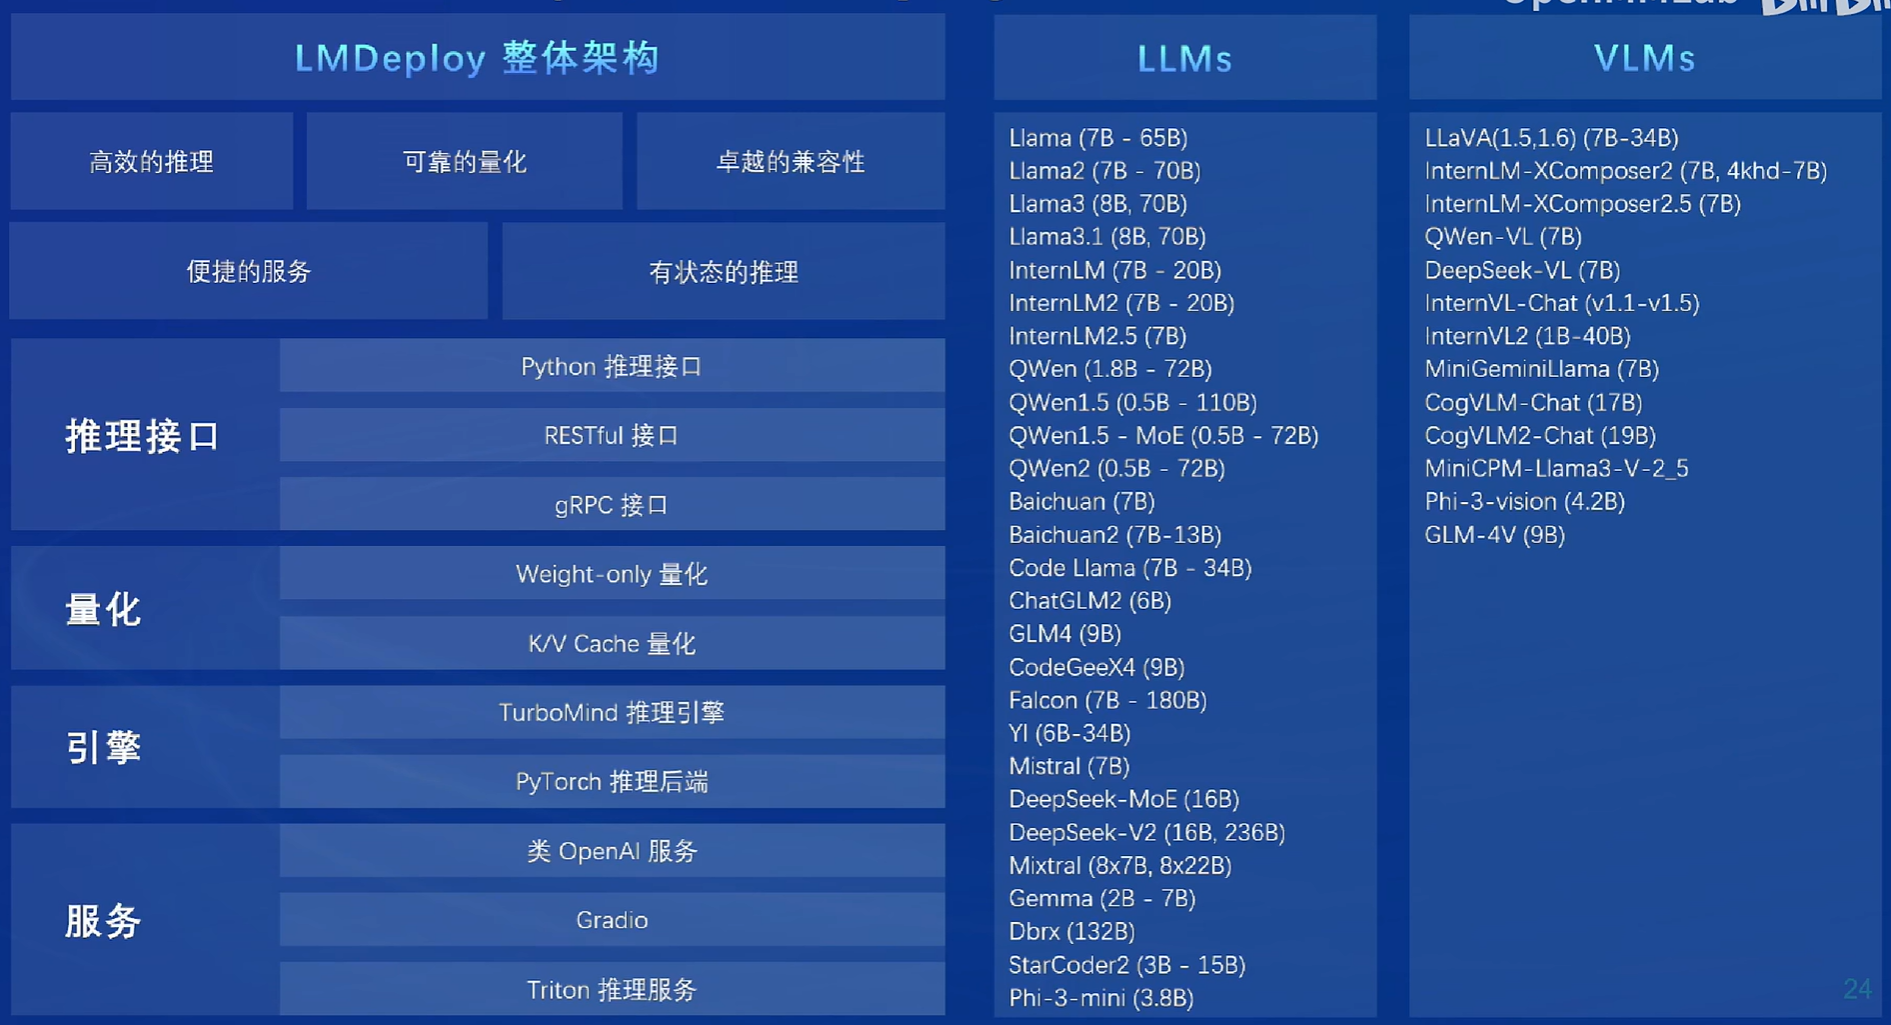 OpenMMLab bilibili
LMDeploy 整体架构
高效的推理
可靠的量化
卓越的兼容性
便捷的服务
有状态的推理
推理接口
Python 推理接口
RESTful 接口
gRPC 接口
量化
Weight-only 量化
K/V Cache 量化
引擎
TurboMind 推理引擎
PyTorch 推理后端
服务
类 OpenAI 服务
Gradio
Triton 推理服务
LLMs
Llama (7B - 65B)
Llama2 (7B - 70B)
Llama3 (8B, 70B)
Llama3.1 (8B, 70B)
InternLM (7B - 20B)
InternLM2 (7B - 20B)
InternLM2.5 (7B)
QWen (1.8B - 72B)
QWen1.5 (0.5B - 110B)
QWen1.5 - MoE (0.5B - 72B)
QWen2 (0.5B - 72B)
Baichuan (7B)
Baichuan2 (7B-13B)
Code Llama (7B - 34B)
ChatGLM2 (6B)
GLM4 (9B)
CodeGeeX4 (9B)
Falcon (7B - 180B)
YI (6B-34B)
Mistral (7B)
DeepSeek-MoE (16B)
DeepSeek-V2 (16B, 236B)
Mixtral (8x7B, 8x22B)
Gemma (2B - 7B)
Dbrx (132B)
StarCoder2 (3B - 15B)
Phi-3-mini (3.8B)
VLMs
LLaVA(1.5,1.6) (7B-34B)
InternLM-XComposer2 (7B, 4khd-7B)
InternLM-XComposer2.5 (7B)
QWen-VL (7B)
DeepSeek-VL (7B)
InternVL-Chat (v1.1-v1.5)
InternVL2 (1B-40B)
MiniGeminiLlama (7B)
CogVLM-Chat (17B)
CogVLM2-Chat (19B)
MiniCPM-Llama3-V-2_5
Phi-3-vision (4.2B)
GLM-4V (9B)
24